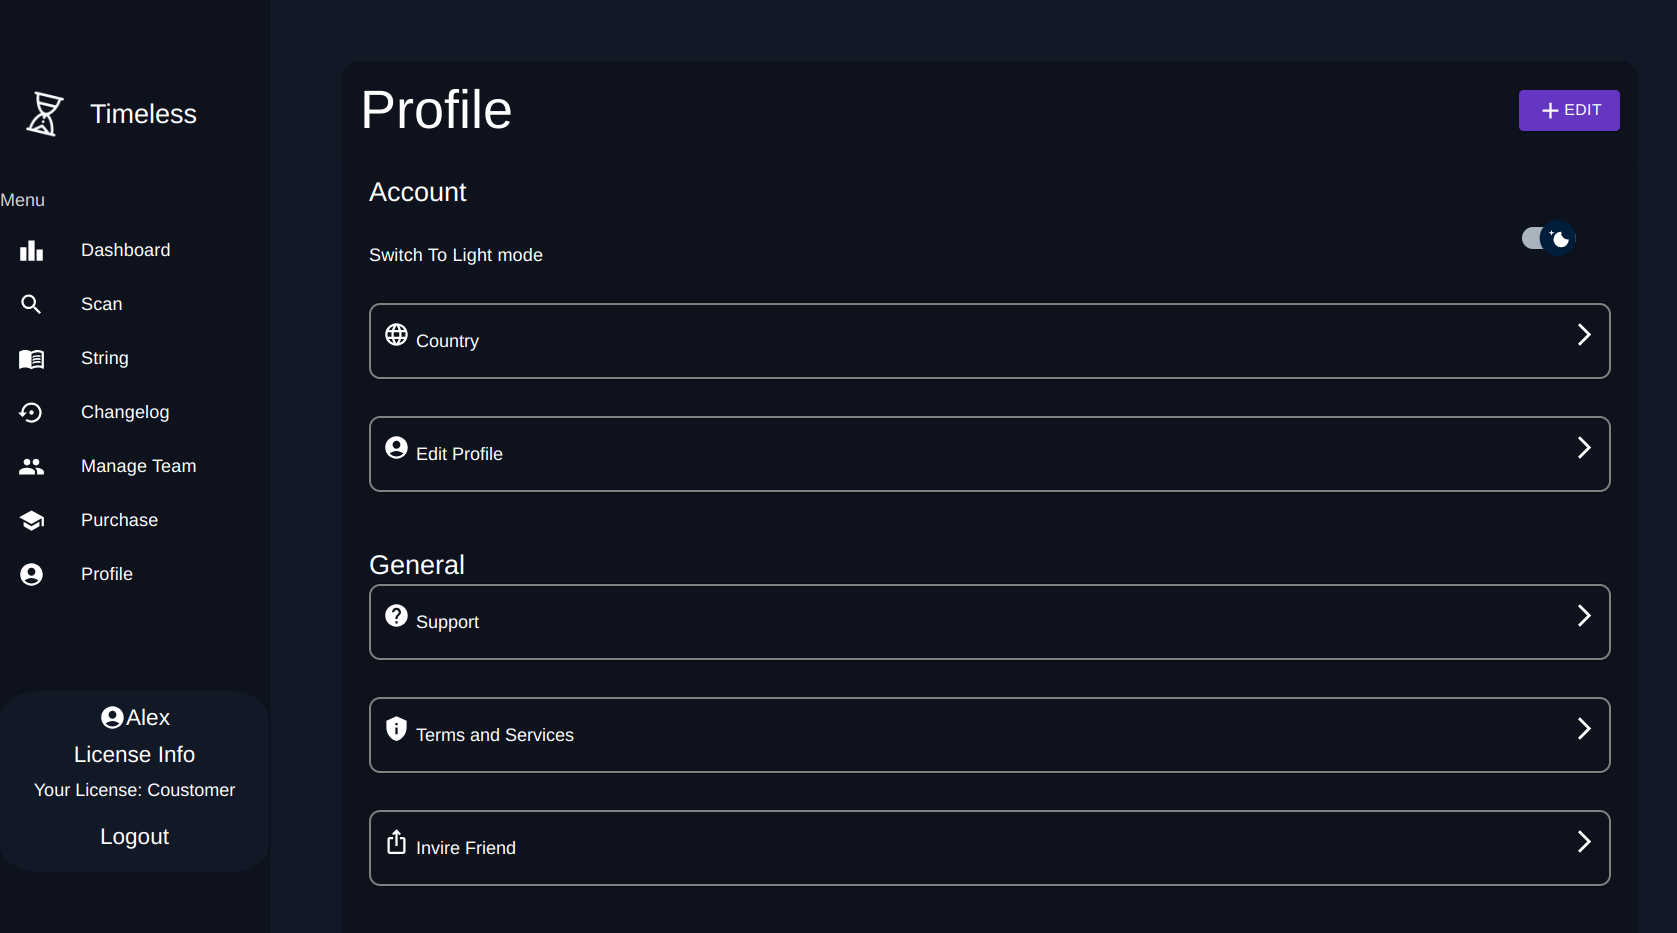 Timeless
Menu
Dashboard
Scan
String
Changelog
Manage Team
Purchase
Profile
Alex
License Info
Your License: Coustomer
Logout
Profile
EDIT
Account
Switch To Light mode
Country
Edit Profile
General
Support
Terms and Services
Invire Friend